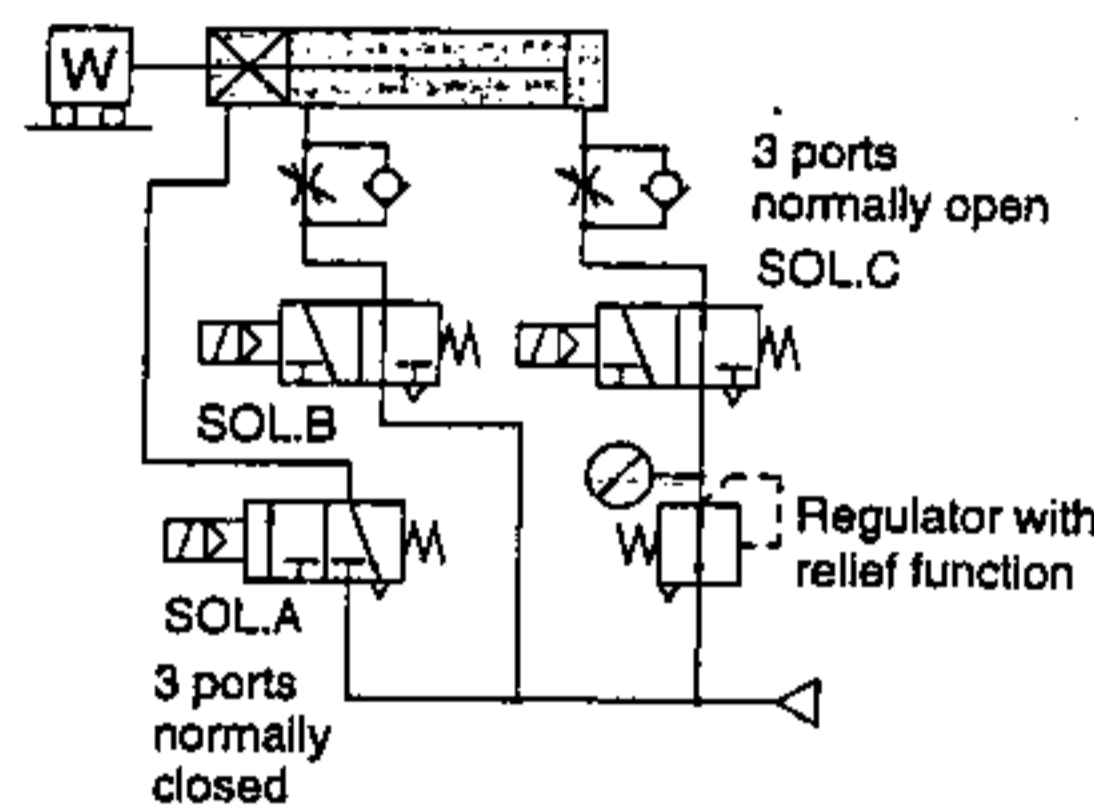 W
3 ports
normally open
SOL.C
SOL.B
Regulator with
relief function
SOL.A
3 ports
normally
closed